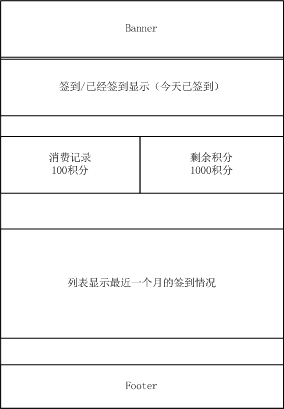 Banner
签到/已经签到显示（今天已签到）
消费记录
100积分
剩余积分
1000积分
列表显示最近一个月的签到情况
Footer